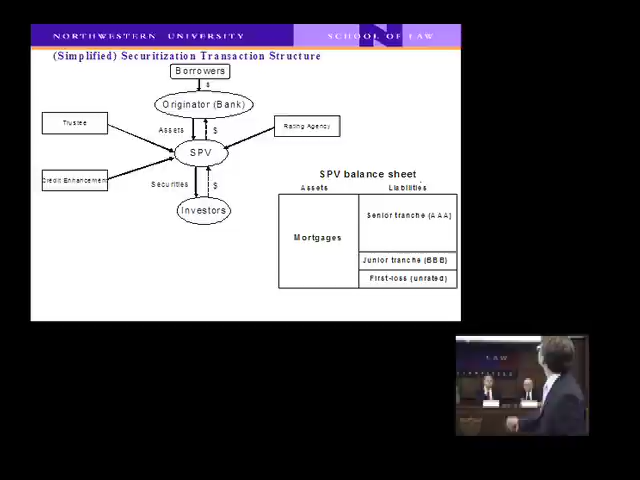 NORTHWESTERN UNIVERSITY
SCHOOL OF LAW
(Simplified) Securitization Transaction Structure
Borrowers
$
Originator (Bank)
Trustee
Assets
$
Rating Agency
SPV
Credit Enhancement
Securities
$
Investors
SPV balance sheet
Assets
Liabilities
Mortgages
Senior tranche (AAA)
Junior tranche (BBB)
First-loss (unrated)
LAW